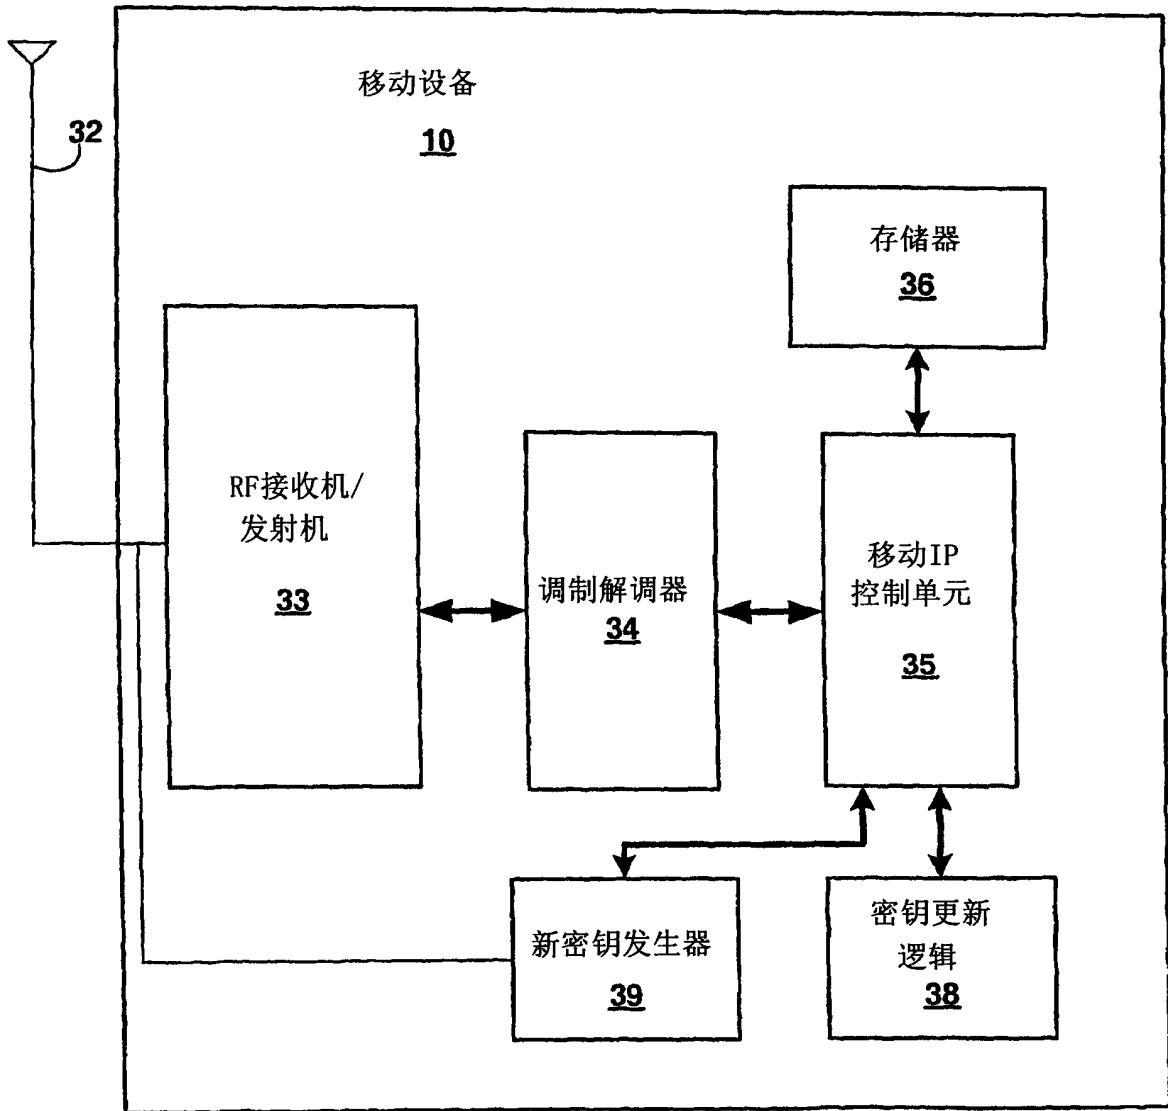 移动设备
10
32
存储器
36
RF接收机/
发射机
33
调制解调器
34
移动IP
控制单元
35
新密钥发生器
39
密钥更新
逻辑
38